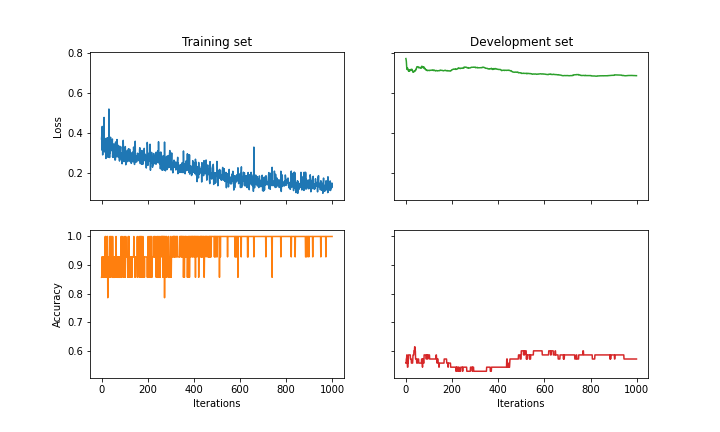 Training set
Development set
0.8
0.6
0.4
0.2
Loss
1.0
0.9
0.8
0.7
0.6
Accuracy
0 200 400 600 800 1000
0 200 400 600 800 1000
Iterations
Iterations